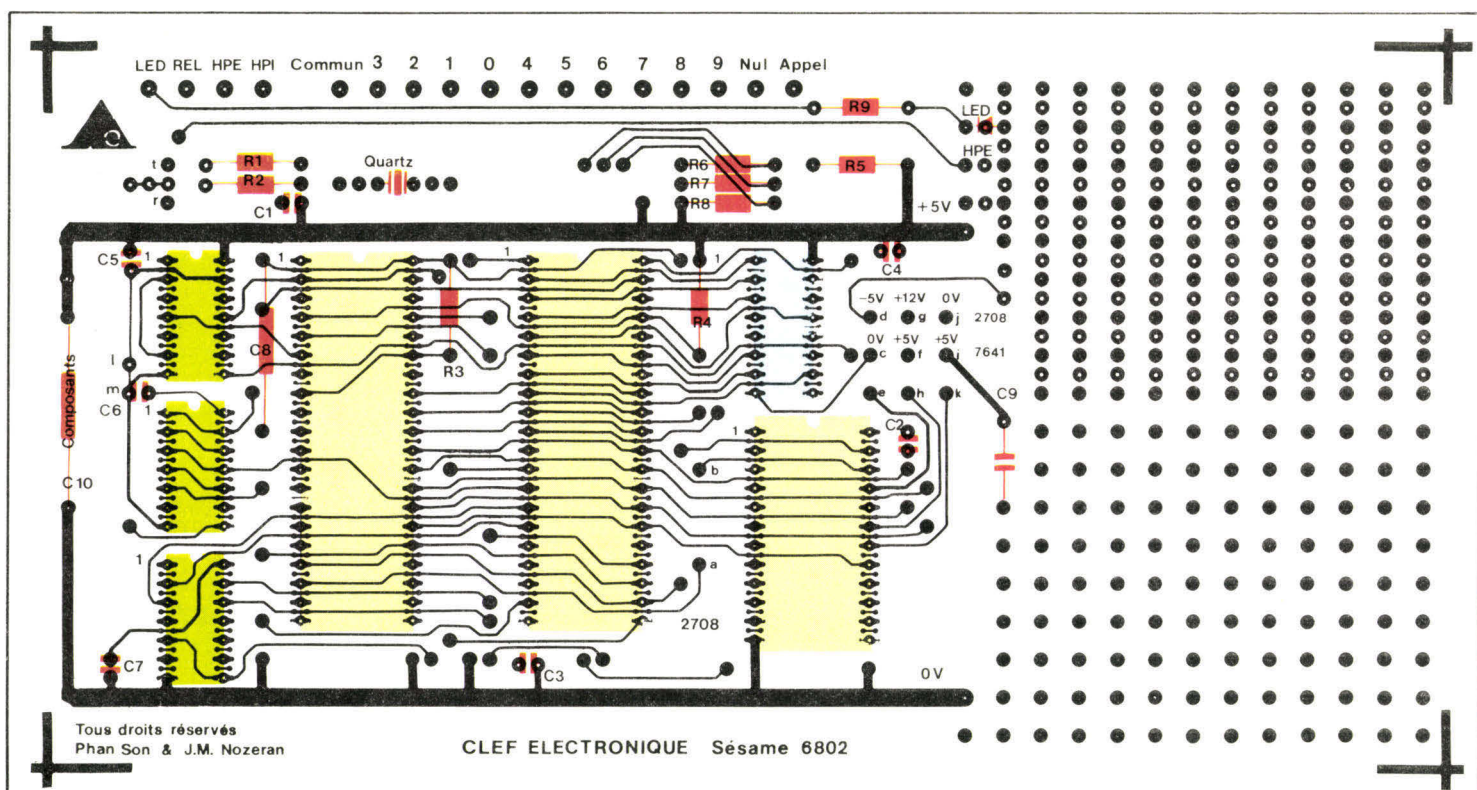 LED REL HPE HPI Commun 3 2 1 0 4 5 6 7 8 9 Nul Appel
R9 LED
t R1 Quartz R6 R5 HPE
R2 R7
r C1 R8 +5V
C5 1 1 1 1 C4
-5V +12V 0V
R4 d g j 2708
C8 0V +5V +5V
l R3 c f i 7641
m e h k C9
C6 1
Composants 1 C2
b
C10
1 a
2708
C7 C3 0V
Tous droits réservés
Phan Son & J.M. Nozeran
CLEF ELECTRONIQUE Sésame 6802